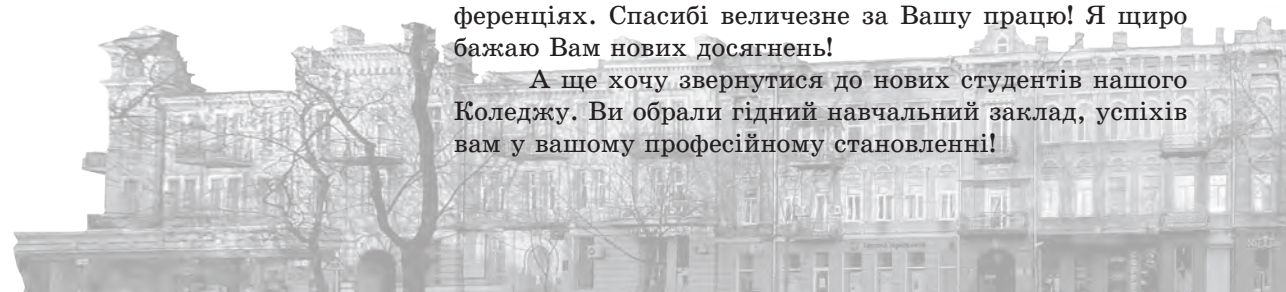 ференціях. Спасибі величезне за Вашу працю! Я щиро
бажаю Вам нових досягнень!
А ще хочу звернутися до нових студентів нашого
Коледжу. Ви обрали гідний навчальний заклад, успіхів
вам у вашому професійному становленні!